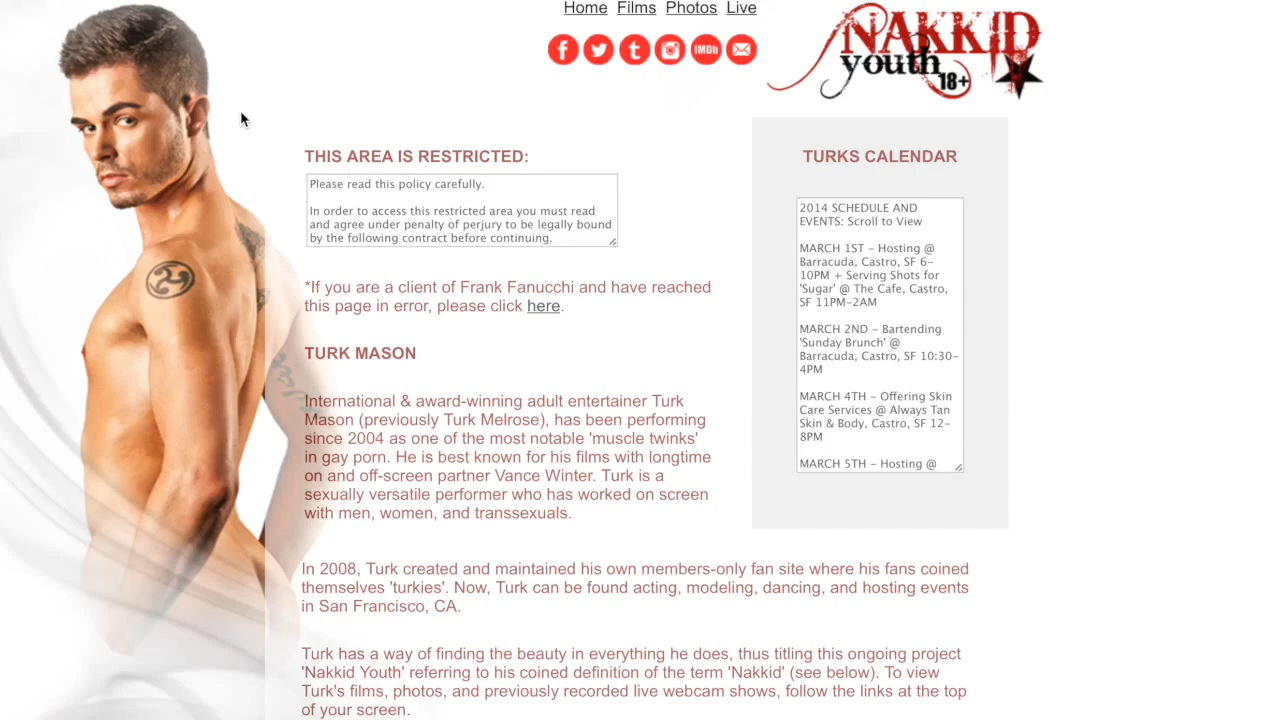 Home Films Photos Live
IMDb
NAKKID
youth 18+
THIS AREA IS RESTRICTED:
Please read this policy carefully.
In order to access this restricted area you must read
and agree under penalty of perjury to be legally bound
by the following contract before continuing.
*If you are a client of Frank Fanucchi and have reached
this page in error, please click here.
TURK MASON
International & award-winning adult entertainer Turk
Mason (previously Turk Melrose), has been performing
since 2004 as one of the most notable 'muscle twinks'
in gay porn. He is best known for his films with longtime
on and off-screen partner Vance Winter. Turk is a
sexually versatile performer who has worked on screen
with men, women, and transsexuals.
TURKS CALENDAR
2014 SCHEDULE AND
EVENTS: Scroll to View
MARCH 1ST - Hosting @
Barracuda, Castro, SF 6-
10PM + Serving Shots for
'Sugar' @ The Cafe, Castro,
SF 11PM-2AM
MARCH 2ND - Bartending
'Sunday Brunch' @
Barracuda, Castro, SF 10:30-
4PM
MARCH 4TH - Offering Skin
Care Services @ Always Tan
Skin & Body, Castro, SF 12-
8PM
MARCH 5TH - Hosting @
In 2008, Turk created and maintained his own members-only fan site where his fans coined
themselves 'turkies'. Now, Turk can be found acting, modeling, dancing, and hosting events
in San Francisco, CA.
Turk has a way of finding the beauty in everything he does, thus titling this ongoing project
'Nakkid Youth' referring to his coined definition of the term 'Nakkid' (see below). To view
Turk's films, photos, and previously recorded live webcam shows, follow the links at the top
of your screen.